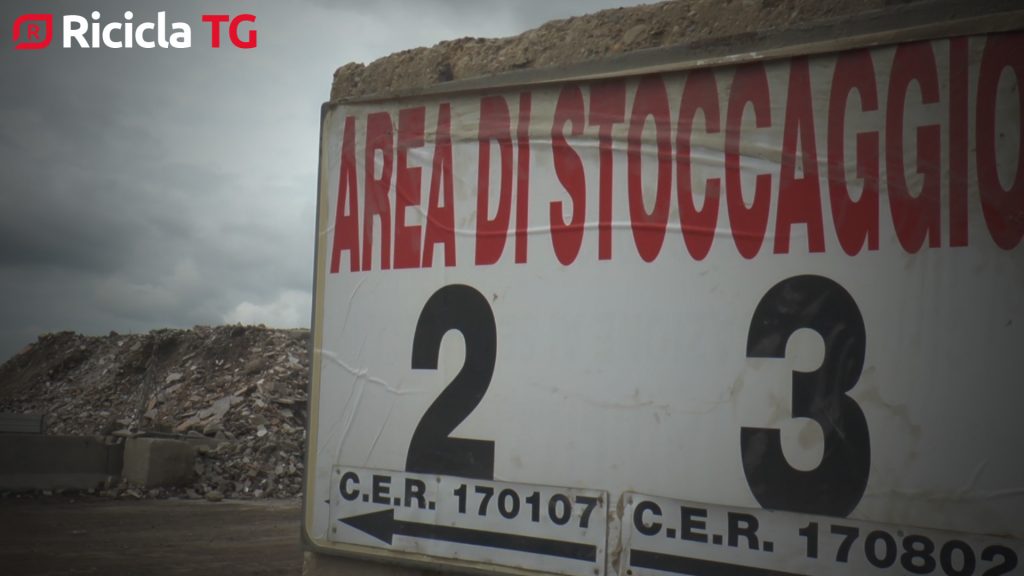 Ricicla TG
AREA DI STOCCAGGIO
2 3
C.E.R. 170107 C.E.R. 170802